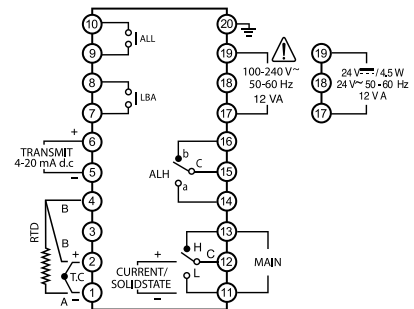 10
ALL
9
8
LBA
7
+
6
TRANSMIT
4-20 mA d.c
5
−
4
B
3
RTD
B
+
2
T.C
1
A −
20
19
100-240 V~
50-60 Hz
12 VA
18
17
19
24 V⎓/4.5 W
24 V~ 50-60 Hz
12 V A
18
17
16
b
C
15
ALH
a
14
13
H
+
C
12
MAIN
CURRENT/
SOLIDSTATE
L
−
11